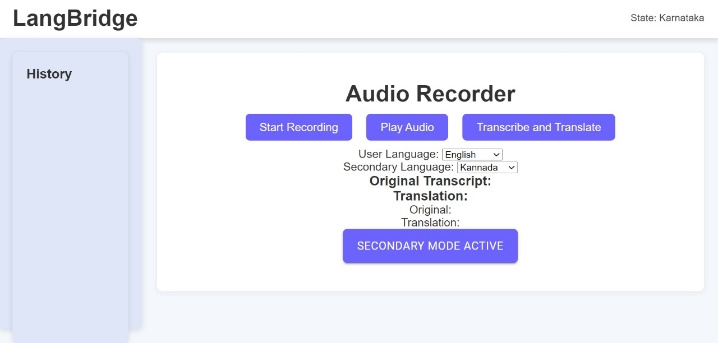 LangBridge
State: Karnataka
History
Audio Recorder
Start Recording Play Audio Transcribe and Translate
User Language: English
Secondary Language: Kannada
Original Transcript:
Translation:
Original:
Translation:
SECONDARY MODE ACTIVE